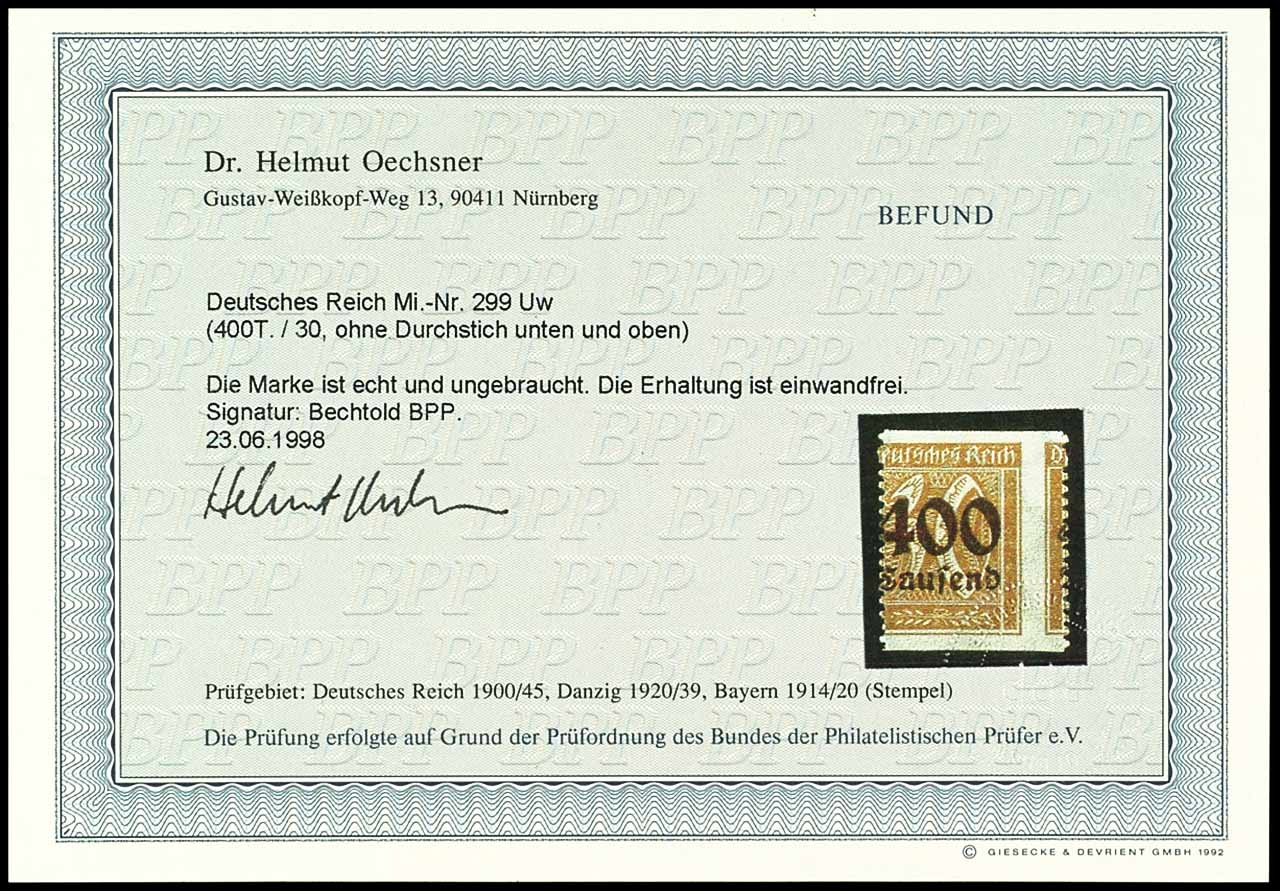 Dr. Helmut Oechsner
Gustav-Weißkopf-Weg 13, 90411 Nürnberg
BEFUND
Deutsches Reich Mi.-Nr. 299 Uw
(400T. / 30, ohne Durchstich unten und oben)
Die Marke ist echt und ungebraucht. Die Erhaltung ist einwandfrei.
Signatur: Bechtold BPP.
23.06.1998
Helmut
eutsches Reich D
400
Tausend
Prüfgebiet: Deutsches Reich 1900/45, Danzig 1920/39, Bayern 1914/20 (Stempel)
Die Prüfung erfolgte auf Grund der Prüfordnung des Bundes der Philatelistischen Prüfer e.V.
© GIESECKE & DEVRIENT GMBH 1992